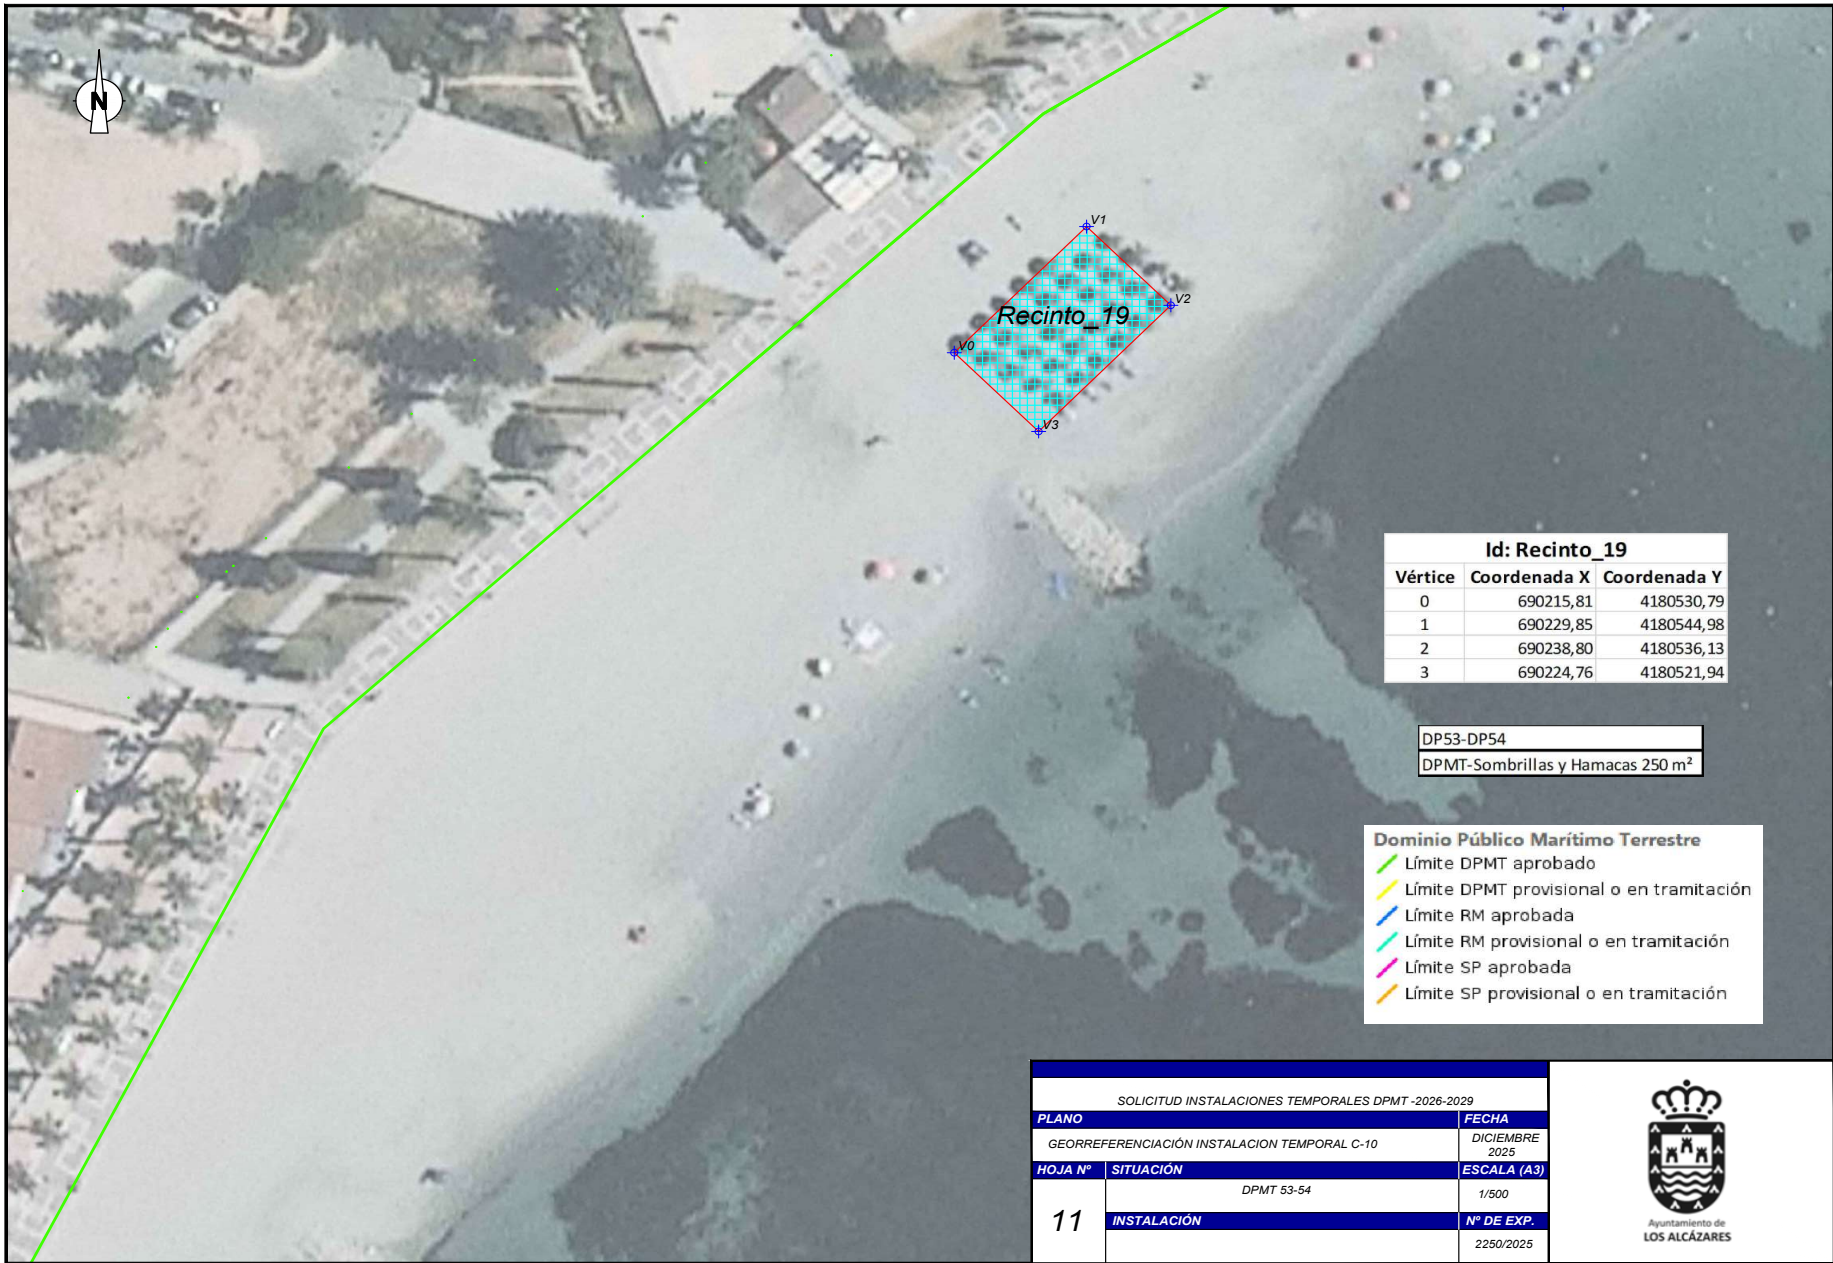 N
V1
V2
Recinto_19
V0
V3
Id: Recinto_19
Vértice Coordenada X Coordenada Y
0 690215,81 4180530,79
1 690229,85 4180544,98
2 690238,80 4180536,13
3 690224,76 4180521,94
DP53-DP54
DPMT-Sombrillas y Hamacas 250 m²
Dominio Público Marítimo Terrestre
Límite DPMT aprobado
Límite DPMT provisional o en tramitación
Límite RM aprobada
Límite RM provisional o en tramitación
Límite SP aprobada
Límite SP provisional o en tramitación
SOLICITUD INSTALACIONES TEMPORALES DPMT -2026-2029
PLANO FECHA
GEORREFERENCIACIÓN INSTALACION TEMPORAL C-10 DICIEMBRE 2025
HOJA Nº SITUACIÓN ESCALA (A3)
DPMT 53-54 1/500
11 INSTALACIÓN Nº DE EXP.
2250/2025
Ayuntamiento de
LOS ALCÁZARES